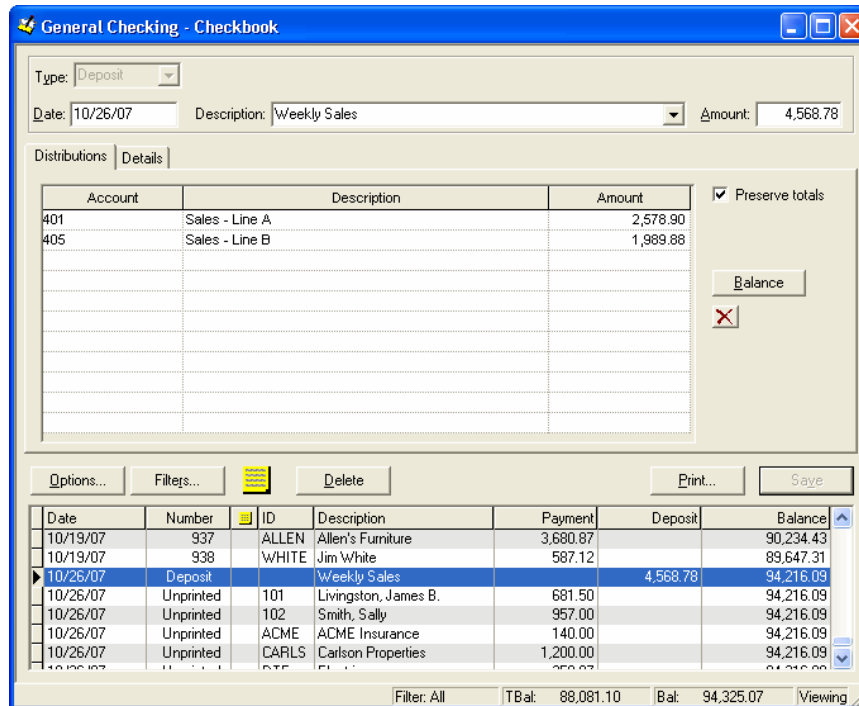 General Checking - Checkbook
Type: Deposit
Date: 10/26/07 Description: Weekly Sales Amount: 4,568.78
Distributions Details
Account Description Amount Preserve totals
401 Sales - Line A 2,578.90
405 Sales - Line B 1,989.88
Balance
Options... Filters... Delete Print... Save
Date Number ID Description Payment Deposit Balance
10/19/07 937 ALLEN Allen's Furniture 3,680.87 90,234.43
10/19/07 938 WHITE Jim White 587.12 89,647.31
10/26/07 Deposit Weekly Sales 4,568.78 94,216.09
10/26/07 Unprinted 101 Livingston, James B. 681.50 94,216.09
10/26/07 Unprinted 102 Smith, Sally 957.00 94,216.09
10/26/07 Unprinted ACME ACME Insurance 140.00 94,216.09
10/26/07 Unprinted CARLS Carlson Properties 1,200.00 94,216.09
Filter: All TBal: 88,081.10 Bal: 94,325.07 Viewing